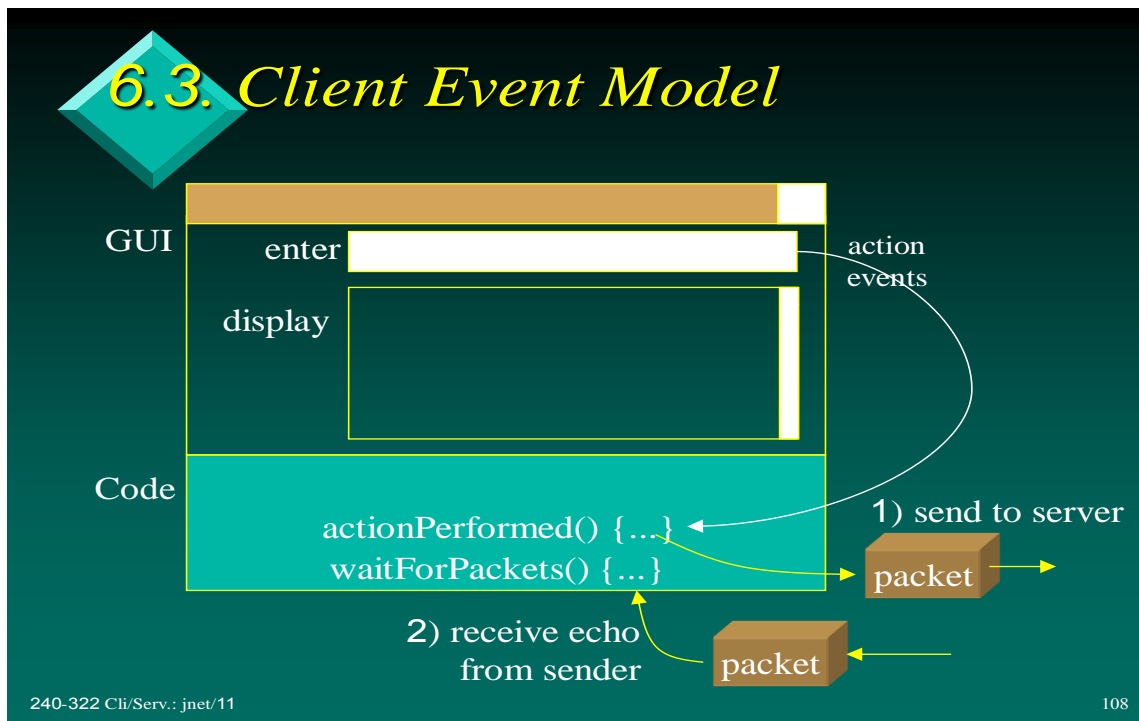 6.3. Client Event Model
GUI
enter
action
events
display
Code
1) send to server
actionPerformed() {...}
waitForPackets() {...}
packet
2) receive echo
from sender
packet
240-322 Cli/Serv.: jnet/11
108